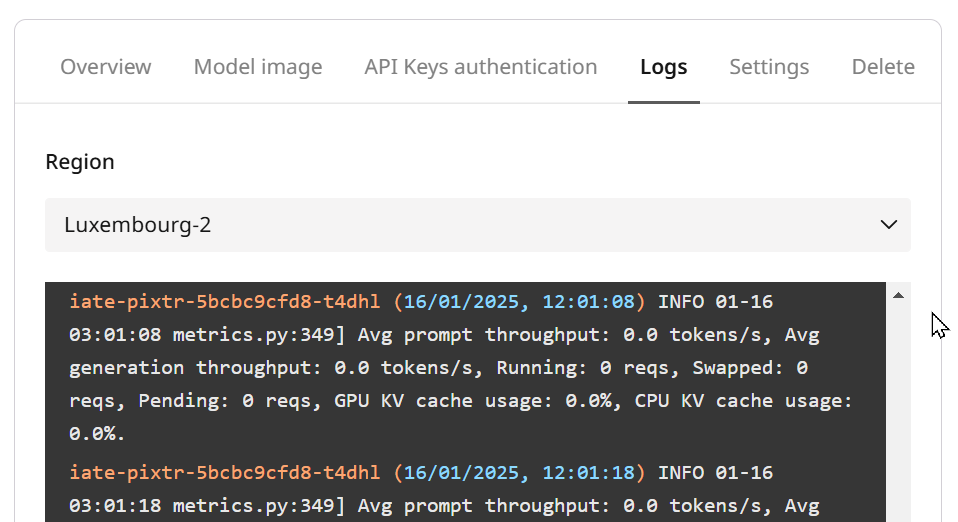 Overview Model image API Keys authentication Logs Settings Delete
Region
Luxembourg-2
iate-pixtr-5bcbc9cfd8-t4dhl (16/01/2025, 12:01:08) INFO 01-16
03:01:08 metrics.py:349] Avg prompt throughput: 0.0 tokens/s, Avg
generation throughput: 0.0 tokens/s, Running: 0 reqs, Swapped: 0
reqs, Pending: 0 reqs, GPU KV cache usage: 0.0%, CPU KV cache usage:
0.0%.
iate-pixtr-5bcbc9cfd8-t4dhl (16/01/2025, 12:01:18) INFO 01-16
03:01:18 metrics.py:349] Avg prompt throughput: 0.0 tokens/s, Avg